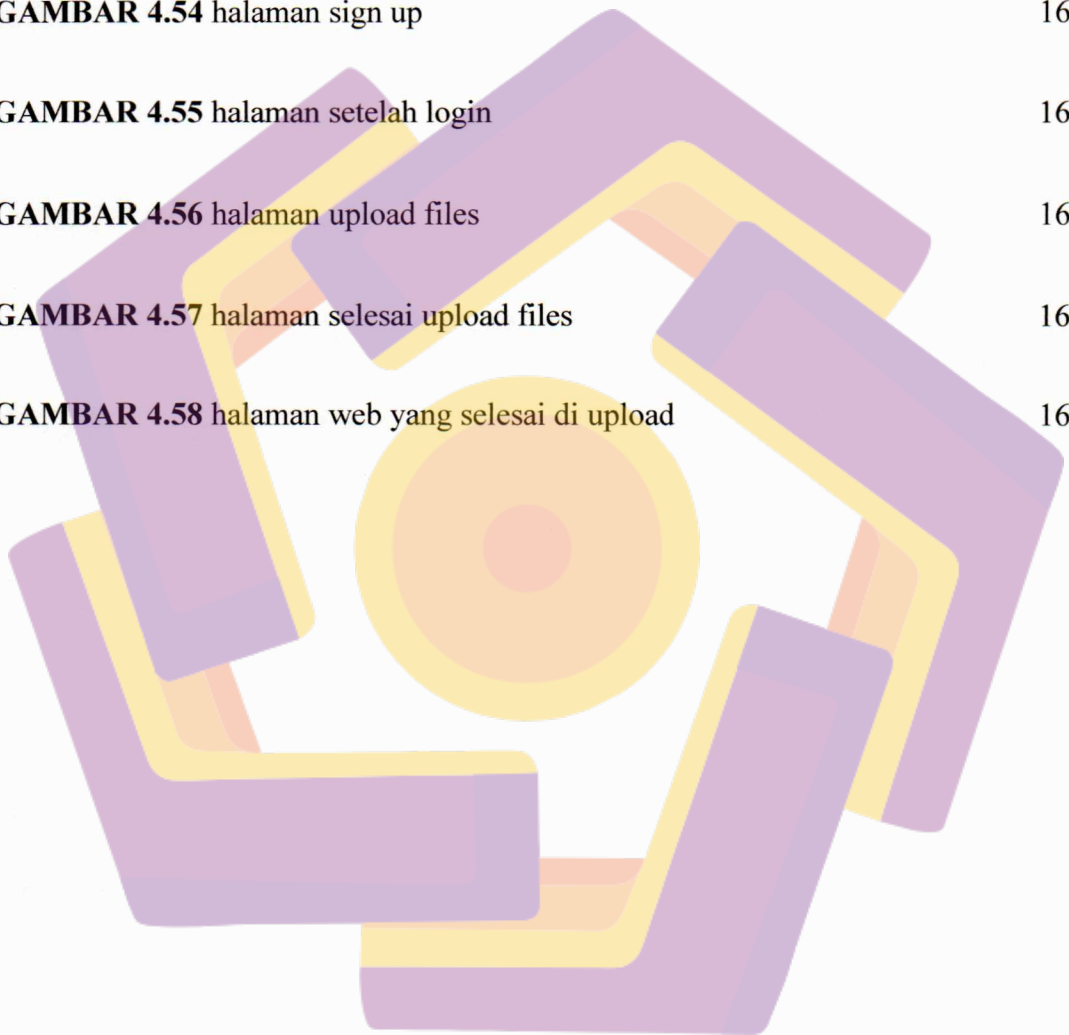 GAMBAR 4.54 halaman sign up 16
GAMBAR 4.55 halaman setelah login 16
GAMBAR 4.56 halaman upload files 16
GAMBAR 4.57 halaman selesai upload files 16
GAMBAR 4.58 halaman web yang selesai di upload 16